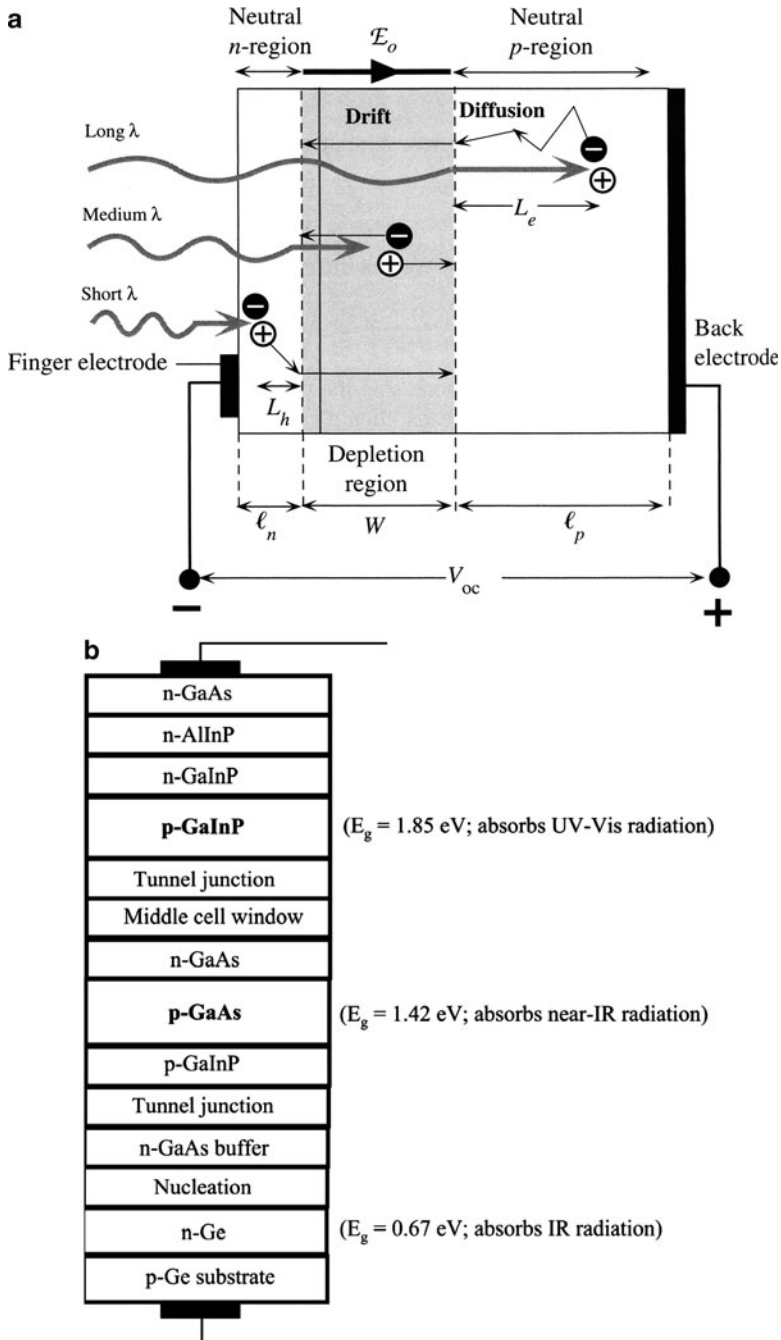 a
Neutral
n-region
ℰo
Neutral
p-region
Drift
Diffusion
Long λ
Le
Medium λ
Short λ
Finger electrode
Lh
Back
electrode
Depletion
region
ℓn
W
ℓp
Voc
b
n-GaAs
n-AlInP
n-GaInP
p-GaInP (Eg = 1.85 eV; absorbs UV-Vis radiation)
Tunnel junction
Middle cell window
n-GaAs
p-GaAs (Eg = 1.42 eV; absorbs near-IR radiation)
p-GaInP
Tunnel junction
n-GaAs buffer
Nucleation
n-Ge (Eg = 0.67 eV; absorbs IR radiation)
p-Ge substrate